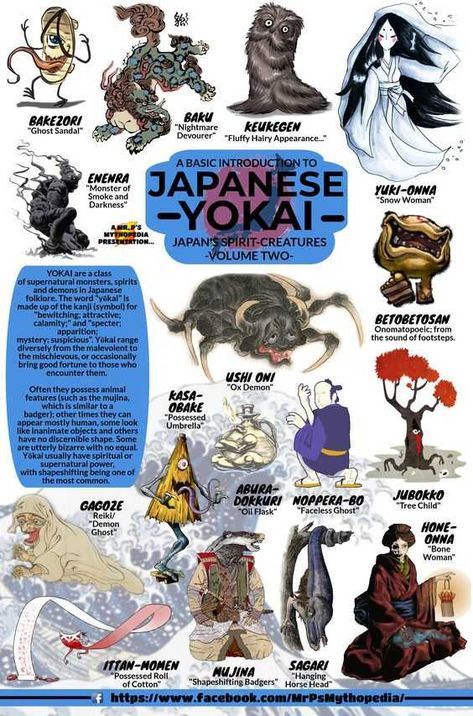 BAKEZORI
"Ghost Sandal"
BAKU
"Nightmare
Devourer"
KEUKEGEN
"Fluffy Hairy Appearance..."
YUKI-ONNA
"Snow Woman"
ENENRA
"Monster of
Smoke and
Darkness"
A MR.P's
MYTHOPEDIA
PRESENTATION...
A BASIC INTRODUCTION TO
JAPANESE
-YOKAI-
JAPAN'S SPIRIT-CREATURES
-VOLUME TWO-
BETOBETOSAN
Onomatopoeic; from
the sound of footsteps.
YOKAI are a class
of supernatural monsters, spirits
and demons in Japanese
folklore. The word "yōkai" is
made up of the kanji (symbol) for
"bewitching; attractive;
calamity;" and "specter;
apparition;
mystery; suspicious". Yōkai range
diversely from the malevolent to
the mischievous, or occasionally
bring good fortune to those who
encounter them.
Often they possess animal
features (such as the mujina,
which is similar to a
badger); other times they can
appear mostly human, some look
like inanimate objects and others
have no discernible shape. Some
are utterly bizarre with no equal.
Yōkai usually have spiritual or
supernatural power,
with shapeshifting being one of
the most common.
USHI ONI
"Ox Demon"
KASA-
OBAKE
"Possessed
Umbrella"
ABURA-
DOKKURI
"Oil Flask"
NOPPERA-BO
"Faceless Ghost"
JUBOKKO
"Tree Child"
GAGOZE
Reiki/
"Demon
Ghost"
HONE-
ONNA
"Bone
Woman"
ITTAN-MOMEN
"Possessed Roll
of Cotton"
MUJINA
"Shapeshifting Badgers"
SAGARI
"Hanging
Horse Head"
f https://www.facebook.com/MrPsMythopedia/